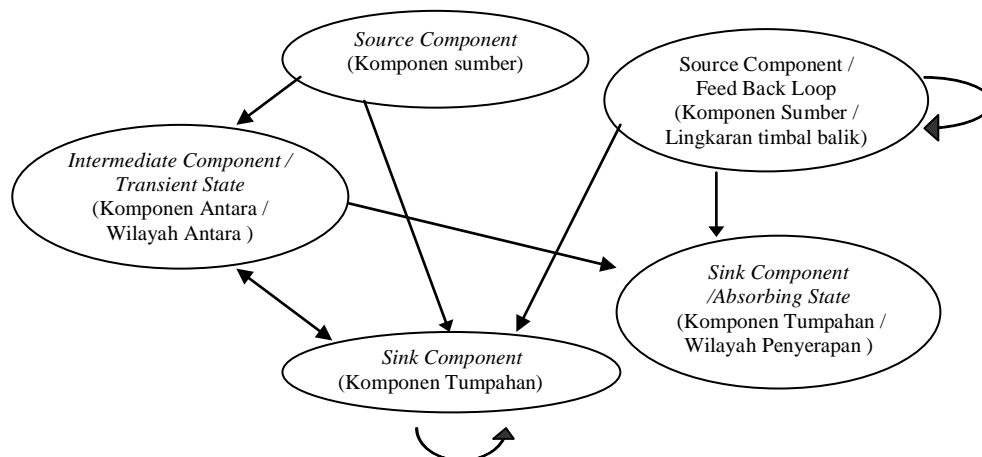 Source Component
(Komponen sumber)
Source Component /
Feed Back Loop
(Komponen Sumber /
Lingkaran timbal balik)
Intermediate Component /
Transient State
(Komponen Antara /
Wilayah Antara )
Sink Component
/Absorbing State
(Komponen Tumpahan /
Wilayah Penyerapan )
Sink Component
(Komponen Tumpahan)